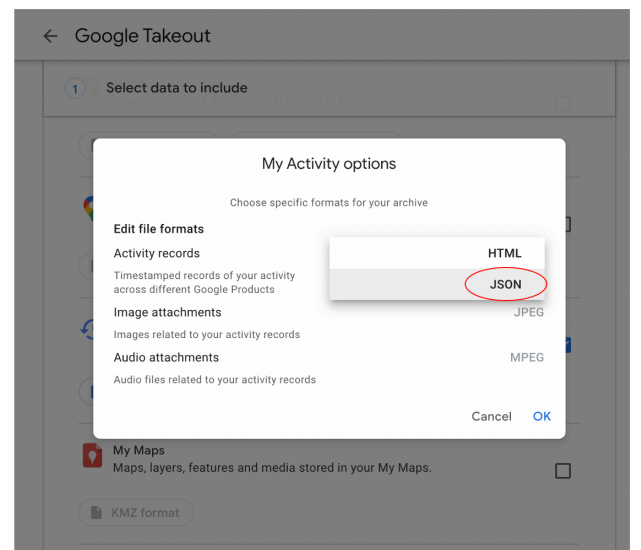 Google Takeout
1 Select data to include
My Activity options
Choose specific formats for your archive
Edit file formats
Activity records
HTML
Timestamped records of your activity
across different Google Products
JSON
Image attachments
JPEG
Images related to your activity records
Audio attachments
MPEG
Audio files related to your activity records
Cancel OK
My Maps
Maps, layers, features and media stored in your My Maps.
KMZ format